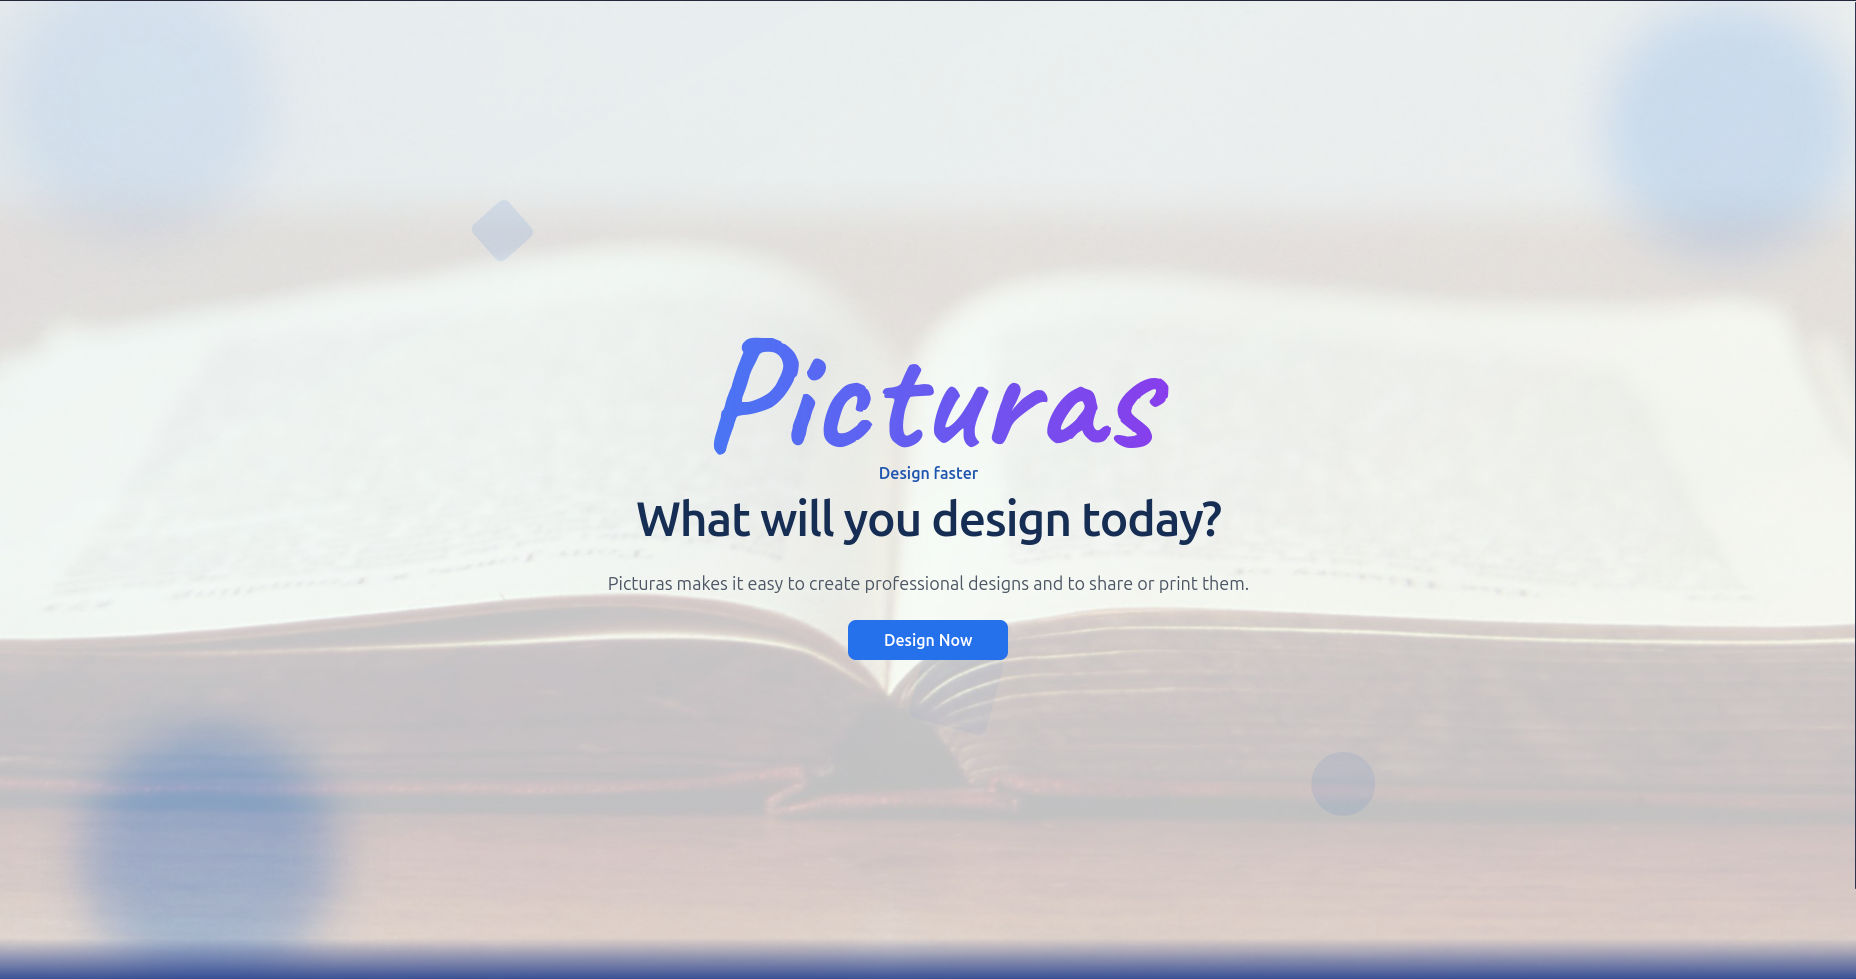 Picturas
Design faster
What will you design today?
Picturas makes it easy to create professional designs and to share or print them.
Design Now